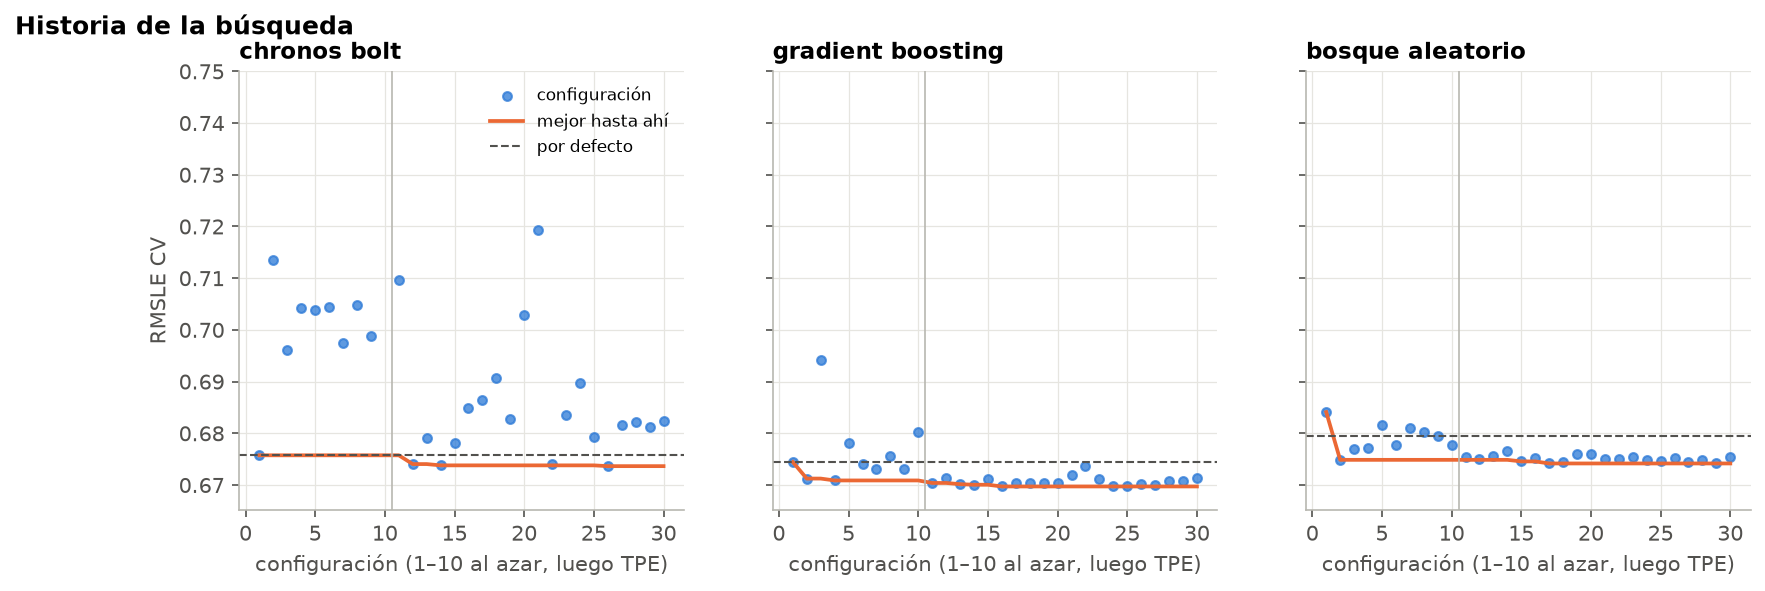 Historia de la búsqueda
chronos bolt
gradient boosting
bosque aleatorio
RMSLE CV
0.75
0.74
0.73
0.72
0.71
0.70
0.69
0.68
0.67
configuración
mejor hasta ahí
por defecto
0 5 10 15 20 25 30
0 5 10 15 20 25 30
0 5 10 15 20 25 30
configuración (1–10 al azar, luego TPE)
configuración (1–10 al azar, luego TPE)
configuración (1–10 al azar, luego TPE)